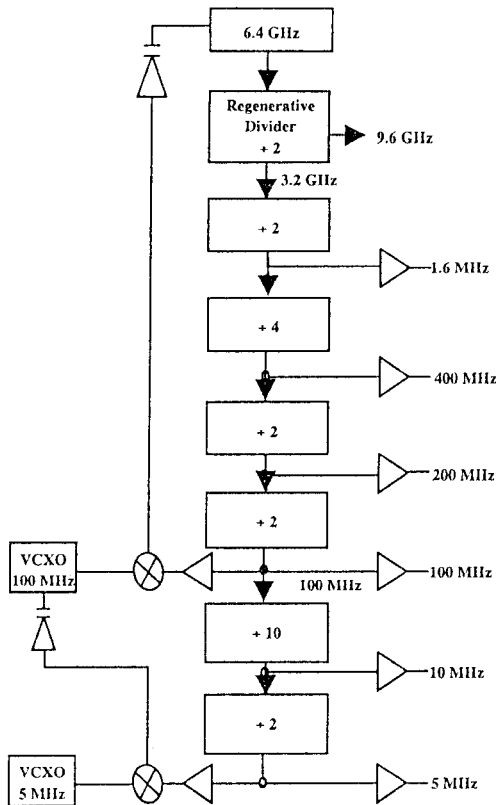 6.4 GHz
Regenerative
Divider
+ 2
9.6 GHz
3.2 GHz
+ 2
1.6 MHz
+ 4
400 MHz
+ 2
200 MHz
+ 2
VCXO
100 MHz
100 MHz
100 MHz
+ 10
10 MHz
+ 2
VCXO
5 MHz
5 MHz